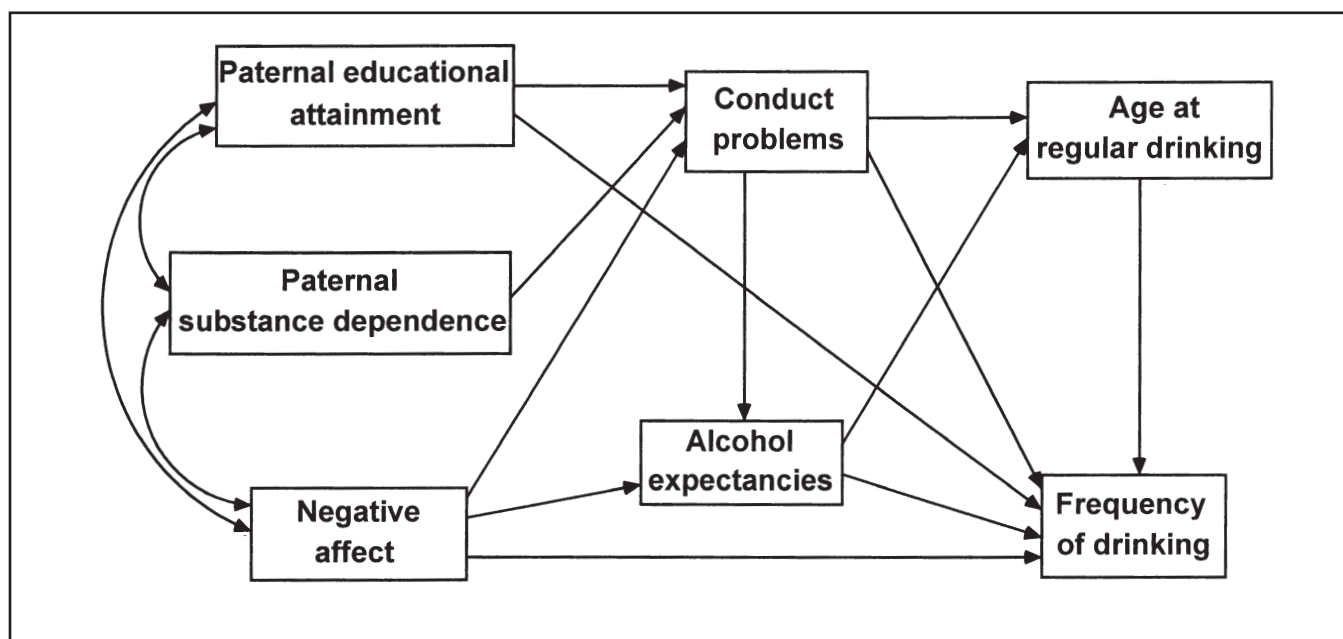 Paternal educational
attainment
Conduct
problems
Age at
regular drinking
Paternal
substance dependence
Alcohol
expectancies
Negative
affect
Frequency
of drinking